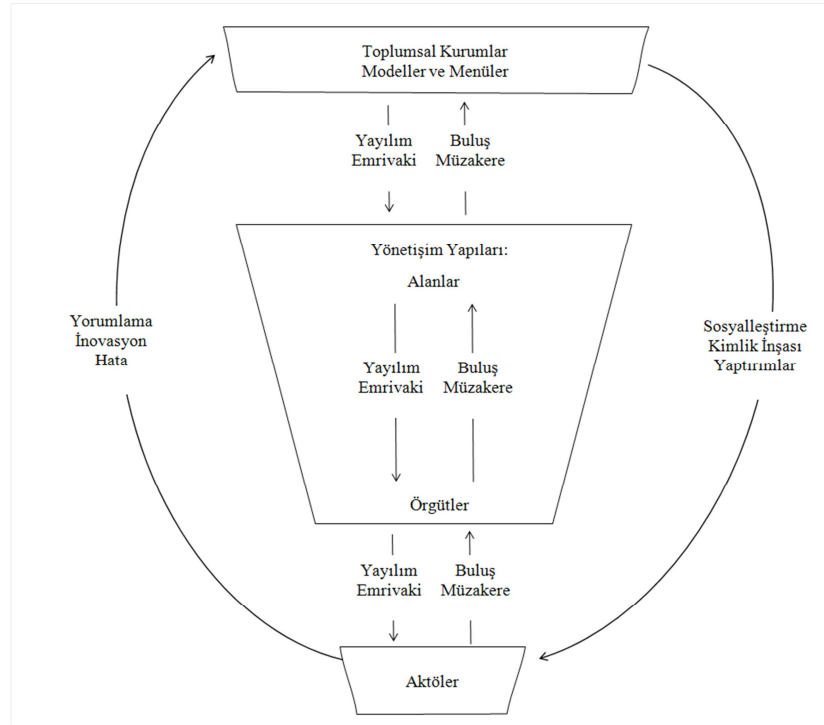 Toplumsal Kurumlar
Modeller ve Menüler
Yayılım
Emrivaki
Buluş
Müzakere
Yönetişim Yapıları:
Alanlar
Yorumlama
İnovasyon
Hata
Sosyalleştirme
Kimlik İnşası
Yaptırımlar
Yayılım
Emrivaki
Buluş
Müzakere
Örgütler
Yayılım
Emrivaki
Buluş
Müzakere
Aktöler